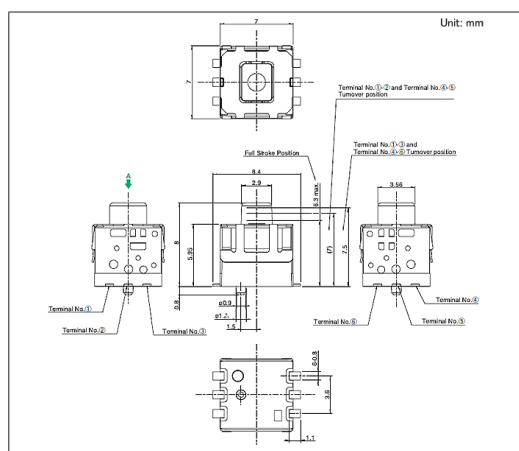 Unit: mm
7
7
Terminal No.①-② and Terminal No.④-⑤
Turnover position
Terminal No.①-③ and
Terminal No.④-⑥ Turnover position
Full Stroke Position
A
8.4
2.9
3.56
6.3 max.
(7)
7.5
8
5.95
0.8
ø0.9
1.5
Terminal No.①
Terminal No.②
Terminal No.③
Terminal No.④
Terminal No.⑤
Terminal No.⑥
6-0.8
3.6
1.1